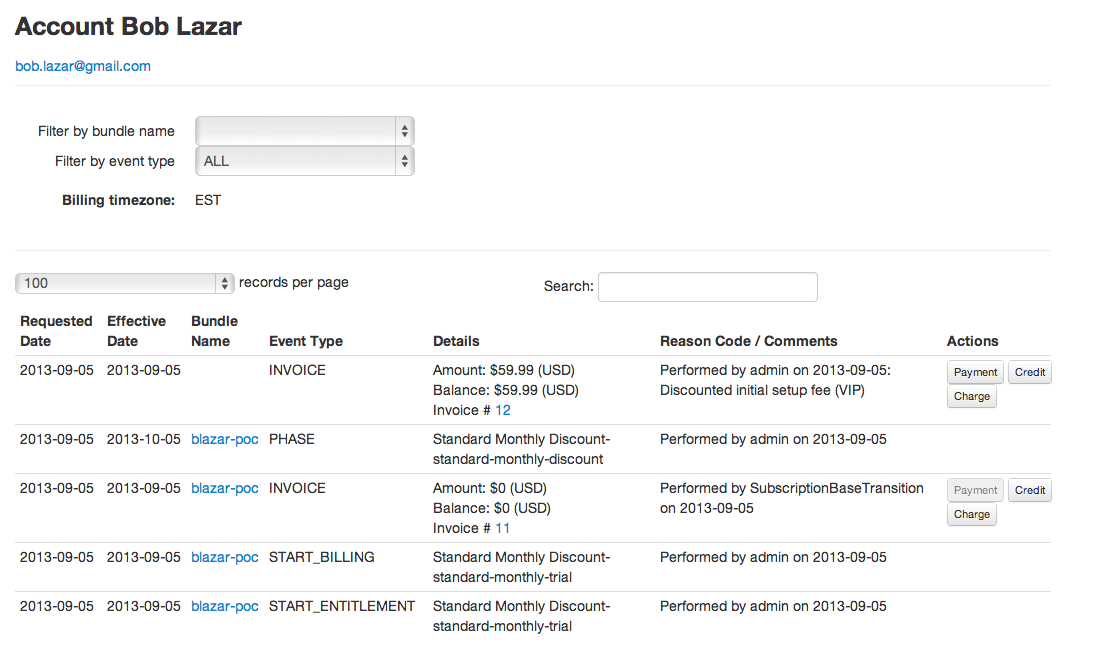 Account Bob Lazar
bob.lazar@gmail.com
Filter by bundle name
Filter by event type ALL
Billing timezone: EST
100 records per page Search:
Requested Date Effective Date Bundle Name Event Type Details Reason Code / Comments Actions
2013-09-05 2013-09-05 INVOICE Amount: $59.99 (USD) Performed by admin on 2013-09-05: Payment Credit
Balance: $59.99 (USD) Discounted initial setup fee (VIP) Charge
Invoice # 12
2013-09-05 2013-10-05 blazar-poc PHASE Standard Monthly Discount- Performed by admin on 2013-09-05
standard-monthly-discount
2013-09-05 2013-09-05 blazar-poc INVOICE Amount: $0 (USD) Performed by SubscriptionBaseTransition Payment Credit
Balance: $0 (USD) on 2013-09-05 Charge
Invoice # 11
2013-09-05 2013-09-05 blazar-poc START_BILLING Standard Monthly Discount- Performed by admin on 2013-09-05
standard-monthly-trial
2013-09-05 2013-09-05 blazar-poc START_ENTITLEMENT Standard Monthly Discount- Performed by admin on 2013-09-05
standard-monthly-trial